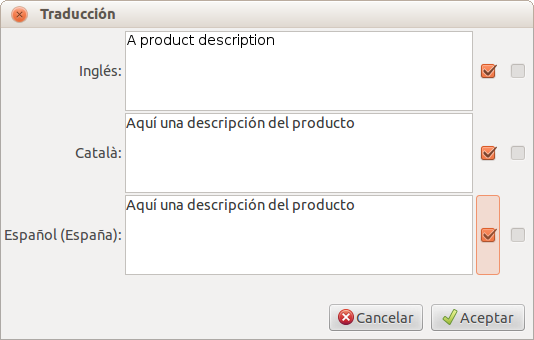 Traducción
Inglés:
A product description
Català:
Aquí una descripción del producto
Español (España):
Aquí una descripción del producto
Cancelar
Aceptar